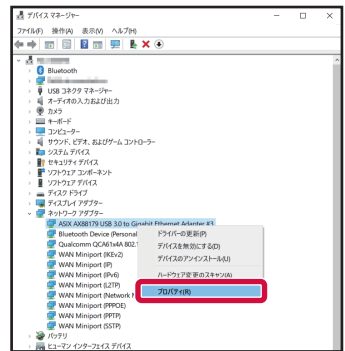 デバイス マネージャー
ファイル(F) 操作(A) 表示(V) ヘルプ(H)
Bluetooth
USB コネクタ マネージャー
オーディオの入力および出力
カメラ
キーボード
コンピューター
サウンド、ビデオ、およびゲーム コントローラー
システム デバイス
セキュリティ デバイス
ソフトウェア コンポーネント
ソフトウェア デバイス
ディスク ドライブ
ディスプレイ アダプター
ネットワーク アダプター
ASIX AX88179 USB 3.0 to Gigabit Ethernet Adapter #3
Bluetooth Device (Personal
Qualcomm QCA61x4A 802.1
WAN Miniport (IKEv2)
WAN Miniport (IP)
WAN Miniport (IPv6)
WAN Miniport (L2TP)
WAN Miniport (Network M
WAN Miniport (PPPOE)
WAN Miniport (PPTP)
WAN Miniport (SSTP)
バッテリ
ヒューマン インターフェイス デバイス
ドライバーの更新(P)
デバイスを無効にする(D)
デバイスのアンインストール(U)
ハードウェア変更のスキャン(A)
プロパティ(R)